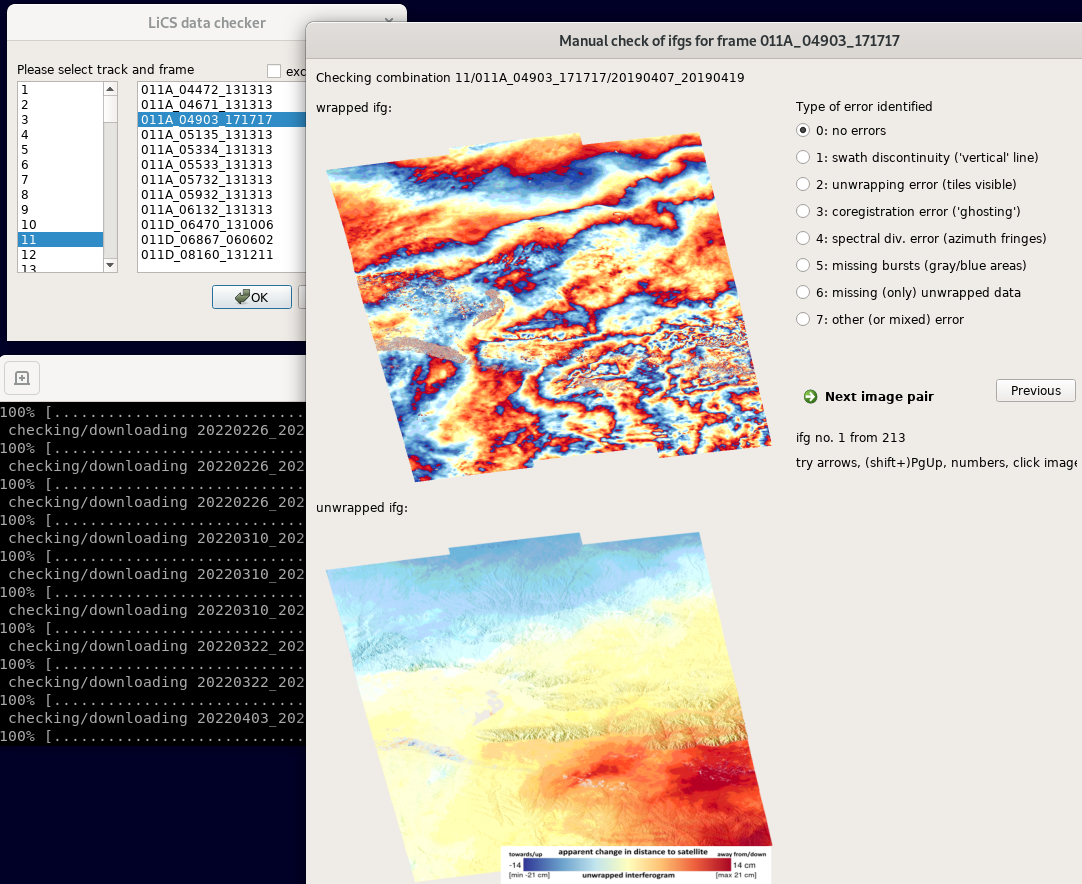 LiCS data checker
Please select track and frame
exc
1
2
3
4
5
6
7
8
9
10
11
12
13
011A_04472_131313
011A_04671_131313
011A_04903_171717
011A_05135_131313
011A_05334_131313
011A_05533_131313
011A_05732_131313
011A_05932_131313
011A_06132_131313
011D_06470_131006
011D_06867_060602
011D_08160_131211
OK
100% [............................
checking/downloading 20220226_202
100% [............................
checking/downloading 20220226_202
100% [............................
checking/downloading 20220226_202
100% [............................
checking/downloading 20220310_202
100% [............................
checking/downloading 20220310_202
100% [............................
checking/downloading 20220310_202
100% [............................
checking/downloading 20220322_202
100% [............................
checking/downloading 20220322_202
100% [............................
checking/downloading 20220403_202
100% [............................
Manual check of ifgs for frame 011A_04903_171717
Checking combination 11/011A_04903_171717/20190407_20190419
wrapped ifg:
Type of error identified
0: no errors
1: swath discontinuity ('vertical' line)
2: unwrapping error (tiles visible)
3: coregistration error ('ghosting')
4: spectral div. error (azimuth fringes)
5: missing bursts (gray/blue areas)
6: missing (only) unwrapped data
7: other (or mixed) error
Next image pair
Previous
ifg no. 1 from 213
try arrows, (shift+)PgUp, numbers, click image
unwrapped ifg:
towards/up apparent change in distance to satellite away from/down
-14 14 cm
[min -21 cm] unwrapped interferogram [max 21 cm]